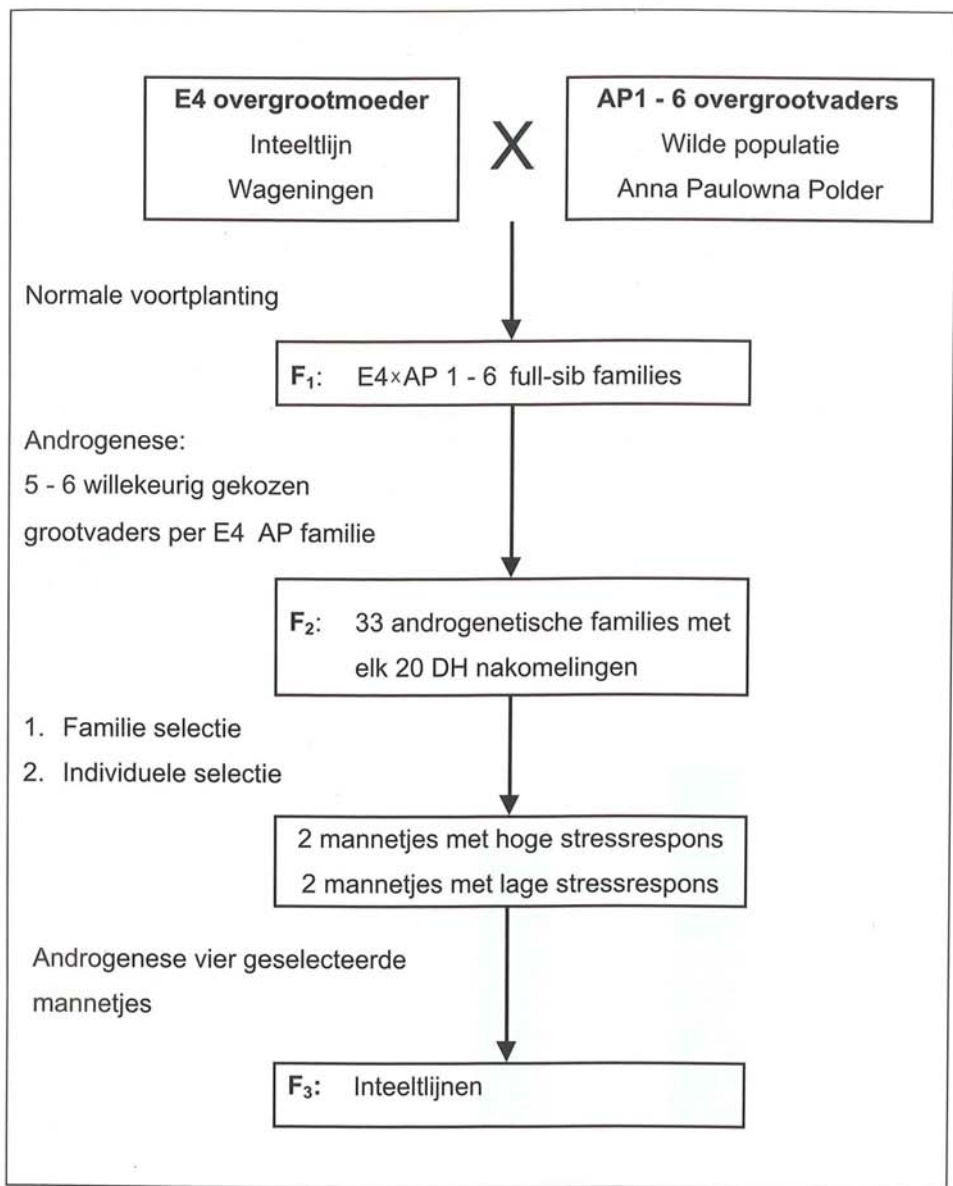 E4 overgrootmoeder
Inteeltlijn
Wageningen
X
AP1 - 6 overgrootvaders
Wilde populatie
Anna Paulowna Polder
Normale voortplanting
F₁: E4×AP 1 - 6 full-sib families
Androgenese:
5 - 6 willekeurig gekozen
grootvaders per E4 AP familie
F₂: 33 androgenetische families met
elk 20 DH nakomelingen
1. Familie selectie
2. Individuele selectie
2 mannetjes met hoge stressrespons
2 mannetjes met lage stressrespons
Androgenese vier geselecteerde
mannetjes
F₃: Inteeltlijnen